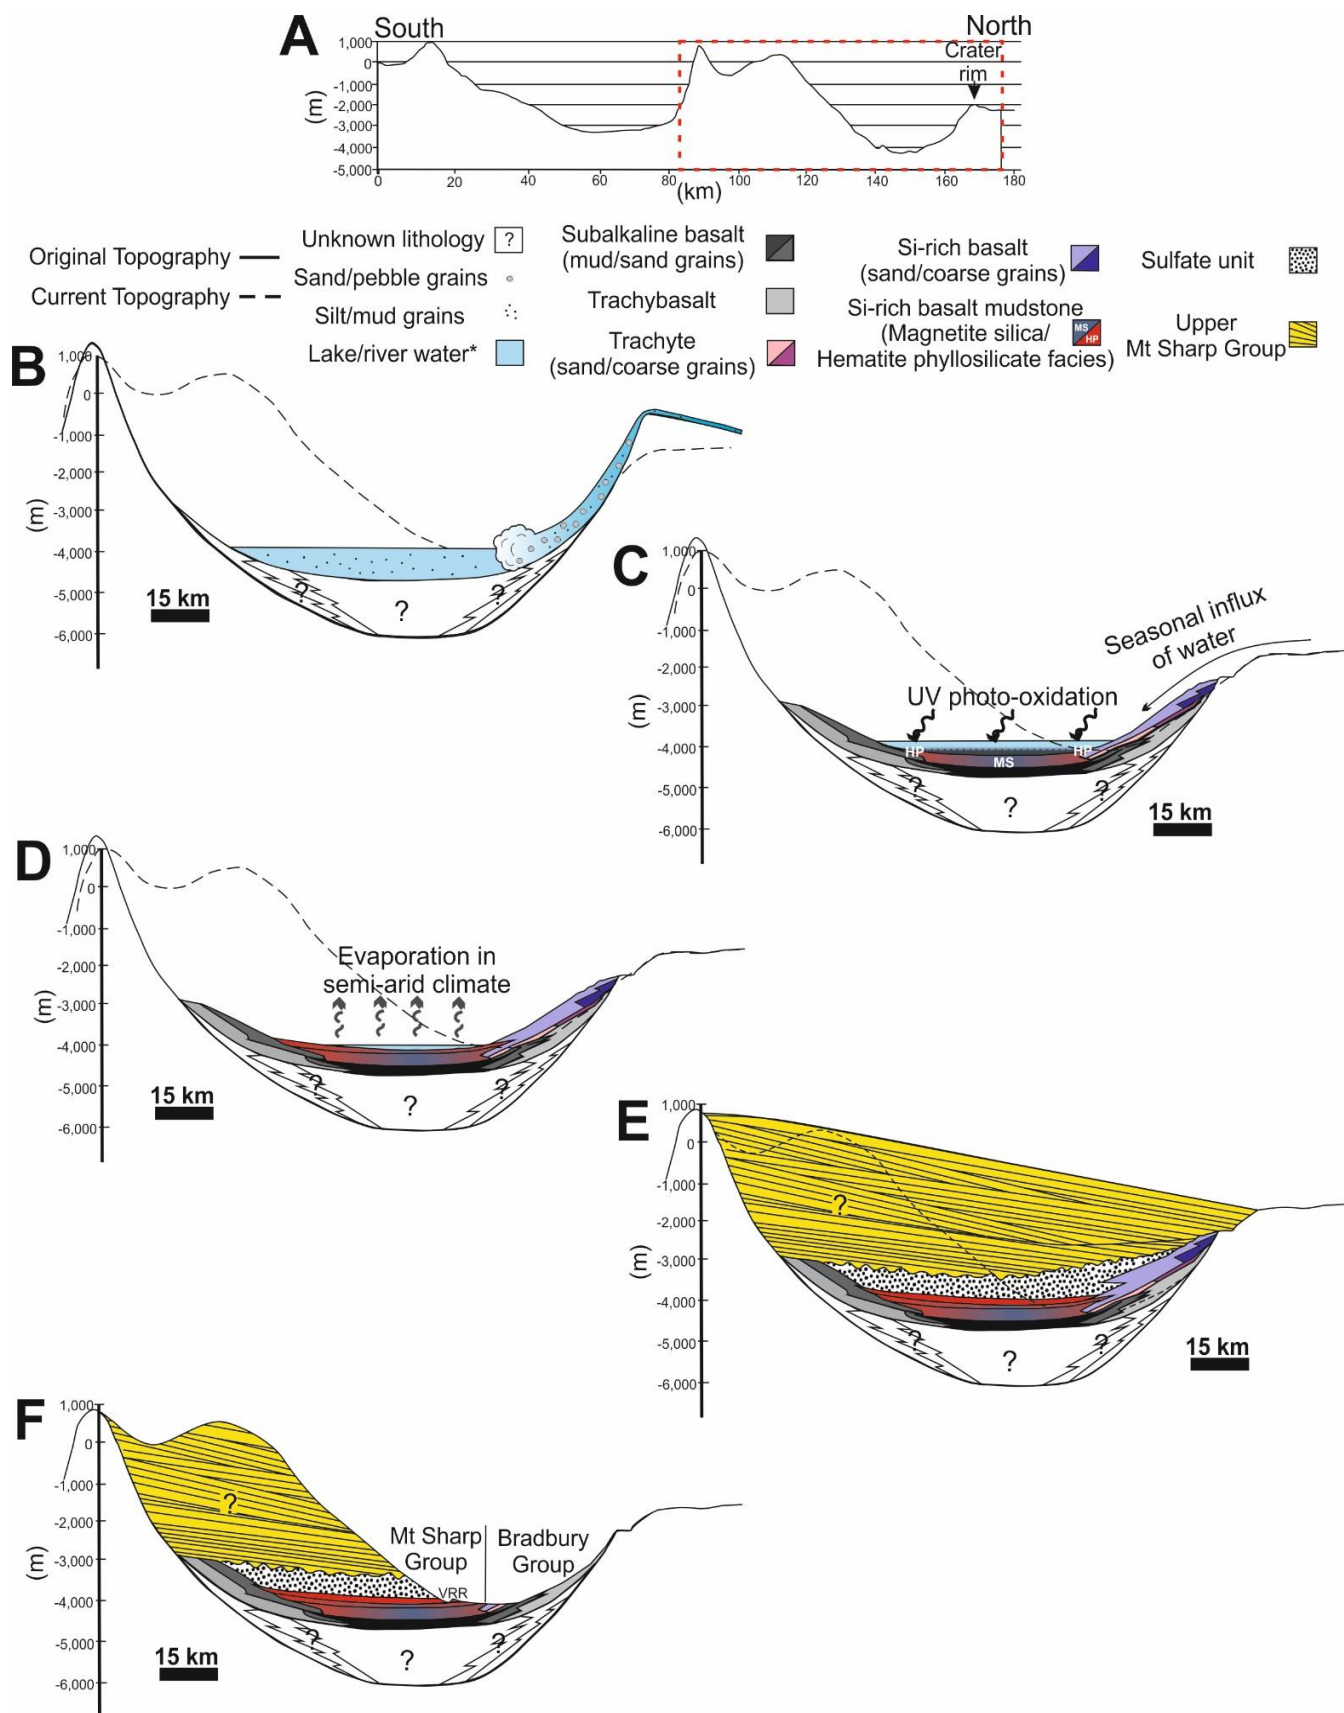 A
South
North
Crater
rim
1,000
0
-1,000
-2,000
-3,000
-4,000
-5,000
(m)
0
20
40
60
80
100
120
140
160
180
(km)
Original Topography
Current Topography
Unknown lithology ?
Sand/pebble grains
Silt/mud grains
Lake/river water*
Subalkaline basalt
(mud/sand grains)
Trachybasalt
Trachyte
(sand/coarse grains)
Si-rich basalt
(sand/coarse grains)
Si-rich basalt mudstone
(Magnetite silica/
Hematite phyllosilicate facies)
MS
HP
Sulfate unit
Upper
Mt Sharp Group
B
1,000
0
-1,000
-2,000
-3,000
-4,000
-5,000
-6,000
(m)
15 km
? ? ?
C
1,000
0
-1,000
-2,000
-3,000
-4,000
-5,000
-6,000
(m)
Seasonal influx
of water
UV photo-oxidation
HP
MS
HP
? ? ?
15 km
D
1,000
0
-1,000
-2,000
-3,000
-4,000
-5,000
-6,000
(m)
Evaporation in
semi-arid climate
? ? ?
15 km
E
1,000
0
-1,000
-2,000
-3,000
-4,000
-5,000
-6,000
(m)
?
? ? ?
15 km
F
1,000
0
-1,000
-2,000
-3,000
-4,000
-5,000
-6,000
(m)
?
Mt Sharp
Group
Bradbury
Group
VRR
? ? ?
15 km